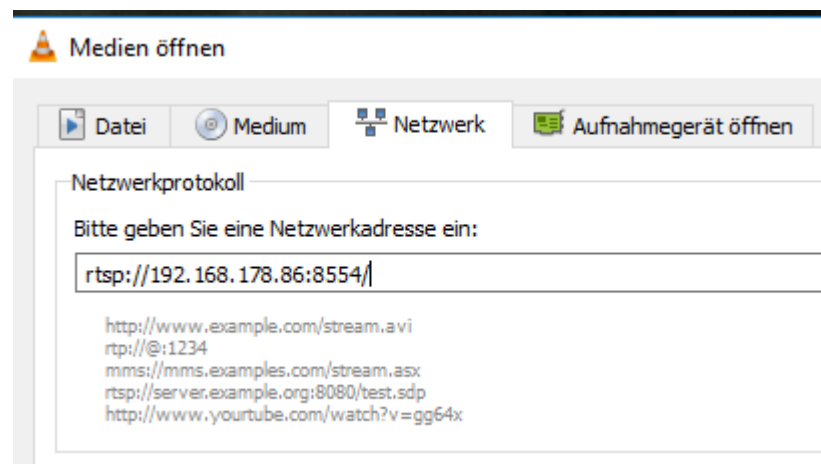 Medien öffnen
Datei Medium Netzwerk Aufnahmegerät öffnen
Netzwerkprotokoll
Bitte geben Sie eine Netzwerkadresse ein:
rtsp://192.168.178.86:8554/
http://www.example.com/stream.avi
rtp://@:1234
mms://mms.examples.com/stream.asx
rtsp://server.example.org:8080/test.sdp
http://www.yourtube.com/watch?v=gg64x